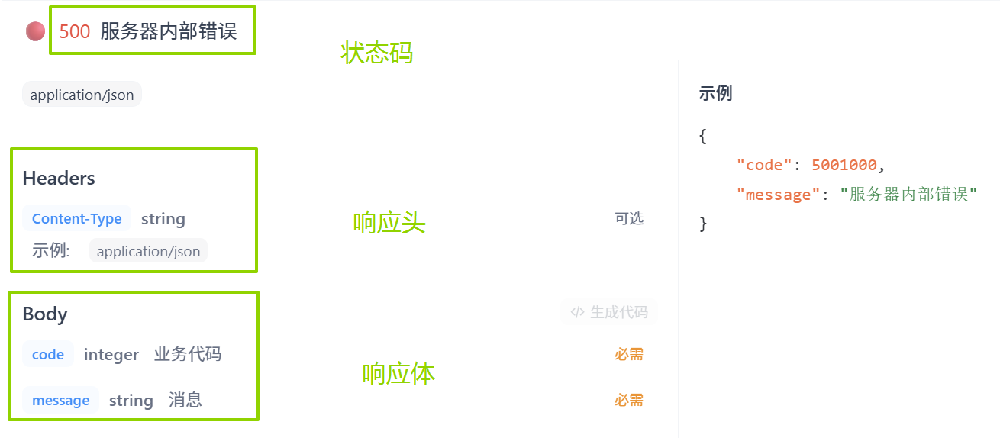 500 服务器内部错误
状态码
application/json
Headers
Content-Type string 可选
示例: application/json
响应头
Body
</> 生成代码
code integer 业务代码 必需
message string 消息 必需
响应体
示例
{
"code": 5001000,
"message": "服务器内部错误"
}